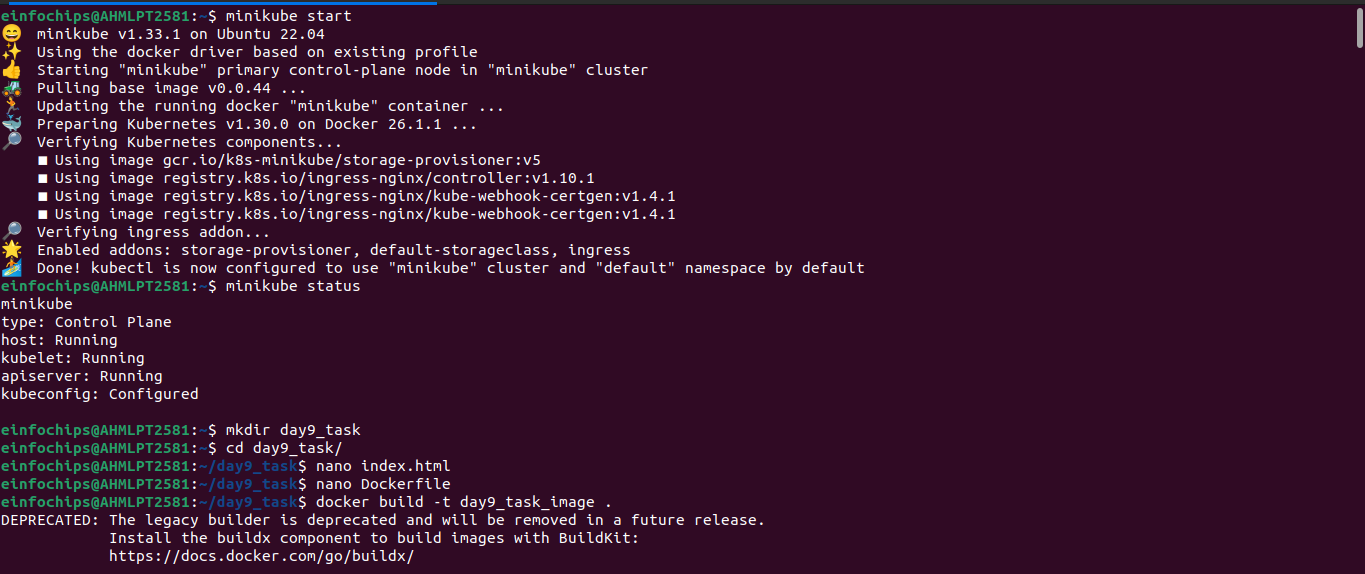 einfochips@AHMLPT2581:~$ minikube start
😄  minikube v1.33.1 on Ubuntu 22.04
✨  Using the docker driver based on existing profile
👍  Starting "minikube" primary control-plane node in "minikube" cluster
🚜  Pulling base image v0.0.44 ...
🏃  Updating the running docker "minikube" container ...
🐳  Preparing Kubernetes v1.30.0 on Docker 26.1.1 ...
🔎  Verifying Kubernetes components...
    ■ Using image gcr.io/k8s-minikube/storage-provisioner:v5
    ■ Using image registry.k8s.io/ingress-nginx/controller:v1.10.1
    ■ Using image registry.k8s.io/ingress-nginx/kube-webhook-certgen:v1.4.1
    ■ Using image registry.k8s.io/ingress-nginx/kube-webhook-certgen:v1.4.1
🔎  Verifying ingress addon...
🌟  Enabled addons: storage-provisioner, default-storageclass, ingress
🏄  Done! kubectl is now configured to use "minikube" cluster and "default" namespace by default
einfochips@AHMLPT2581:~$ minikube status
minikube
type: Control Plane
host: Running
kubelet: Running
apiserver: Running
kubeconfig: Configured

einfochips@AHMLPT2581:~$ mkdir day9_task
einfochips@AHMLPT2581:~$ cd day9_task/
einfochips@AHMLPT2581:~/day9_task$ nano index.html
einfochips@AHMLPT2581:~/day9_task$ nano Dockerfile
einfochips@AHMLPT2581:~/day9_task$ docker build -t day9_task_image .
DEPRECATED: The legacy builder is deprecated and will be removed in a future release.
            Install the buildx component to build images with BuildKit:
            https://docs.docker.com/go/buildx/